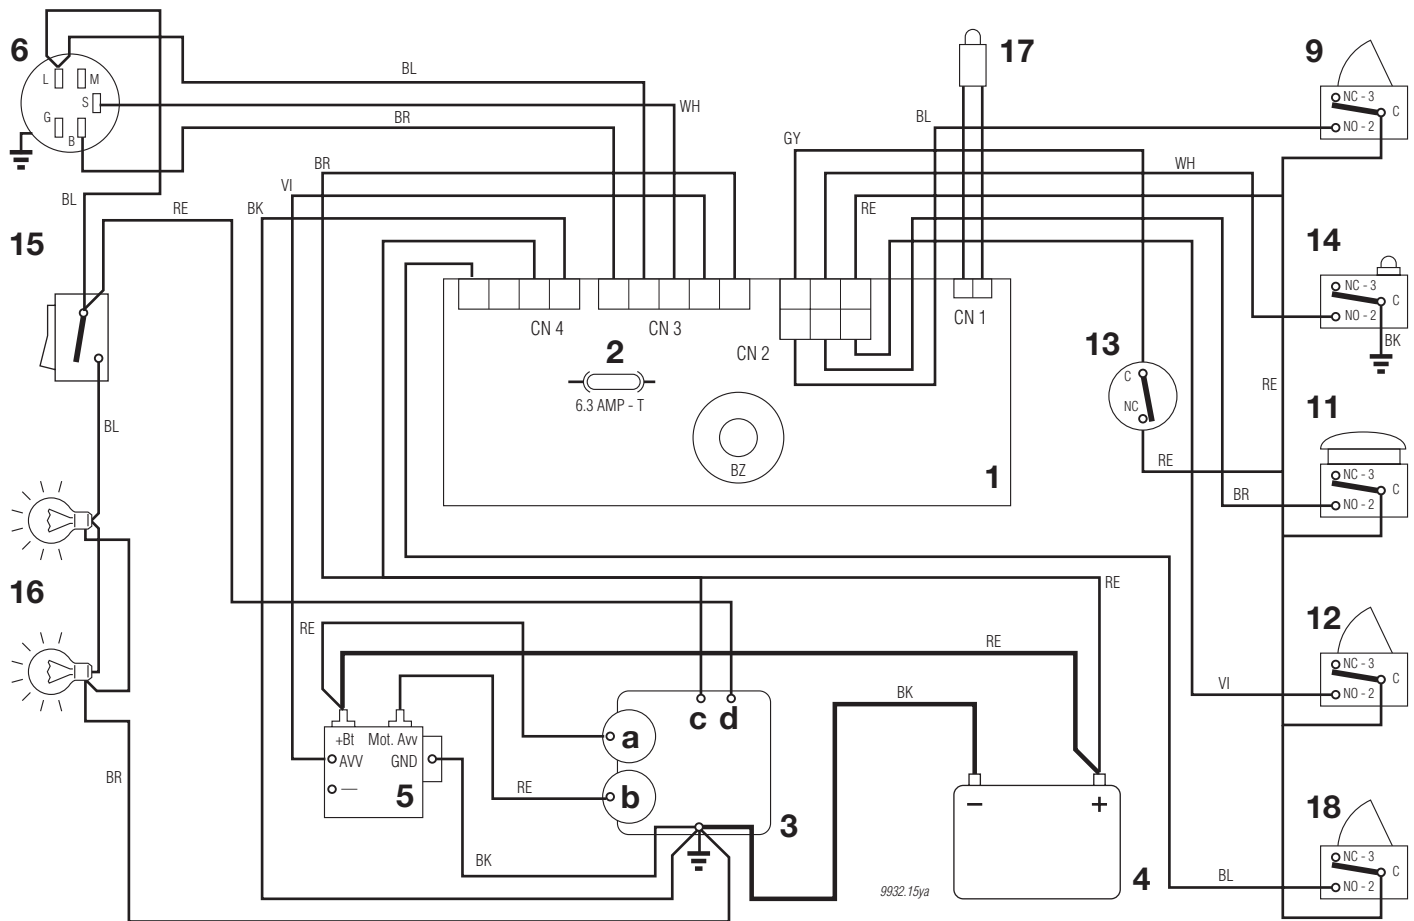 6
L
M
S
G
B
BL
WH
BR
17
9
NC - 3
C
NO - 2
BL
GY
WH
BR
VI
BK
RE
BL
RE
15
14
NC - 3
C
NO - 2
BK
CN 4
CN 3
CN 2
CN 1
2
6.3 AMP - T
BZ
1
13
C
NC
RE
RE
11
NC - 3
C
NO - 2
BR
BL
16
RE
RE
RE
12
NC - 3
C
NO - 2
VI
BK
c d
a
b
+Bt
Mot. Avv
AVV
GND
5
RE
3
BR
BK
− +
4
9932.15ya
18
NC - 3
C
NO - 2
BL